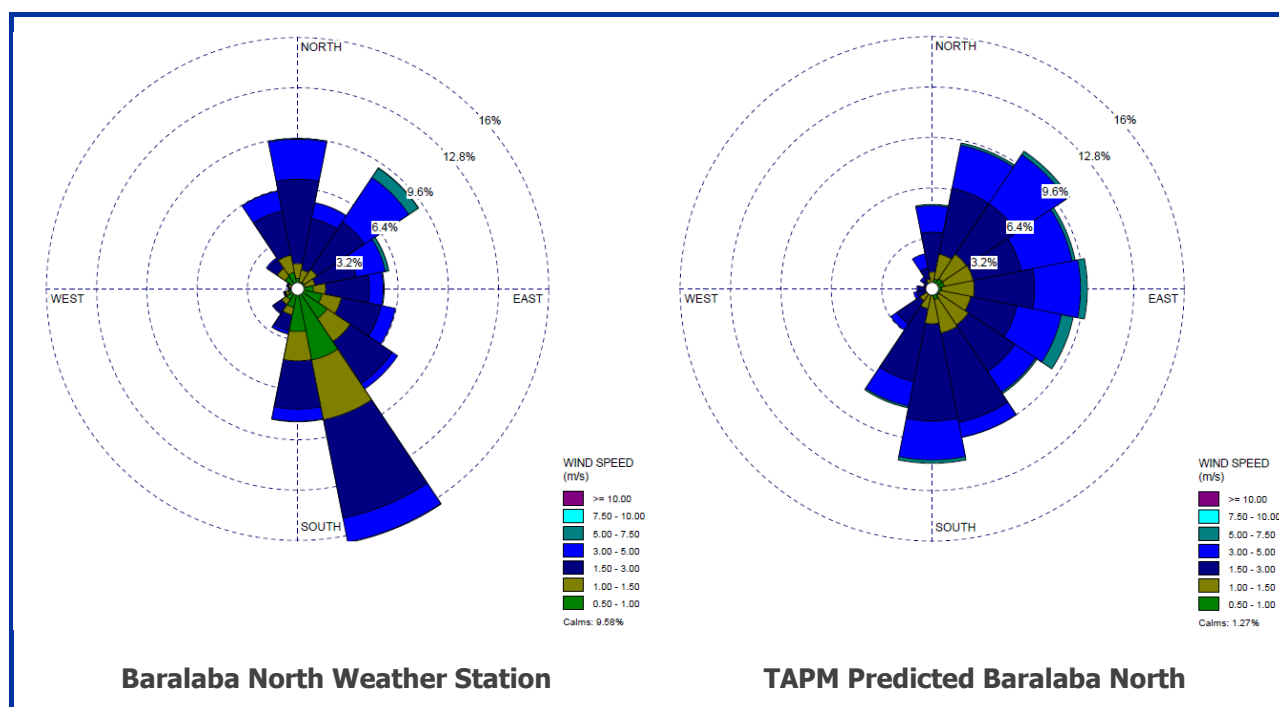 NORTH
16%
12.8%
9.6%
6.4%
3.2%
WEST
EAST
SOUTH
WIND SPEED
(m/s)
>= 10.00
7.50 - 10.00
5.00 - 7.50
3.00 - 5.00
1.50 - 3.00
1.00 - 1.50
0.50 - 1.00
Calms: 9.58%
Baralaba North Weather Station
NORTH
16%
12.8%
9.6%
6.4%
3.2%
WEST
EAST
SOUTH
WIND SPEED
(m/s)
>= 10.00
7.50 - 10.00
5.00 - 7.50
3.00 - 5.00
1.50 - 3.00
1.00 - 1.50
0.50 - 1.00
Calms: 1.27%
TAPM Predicted Baralaba North